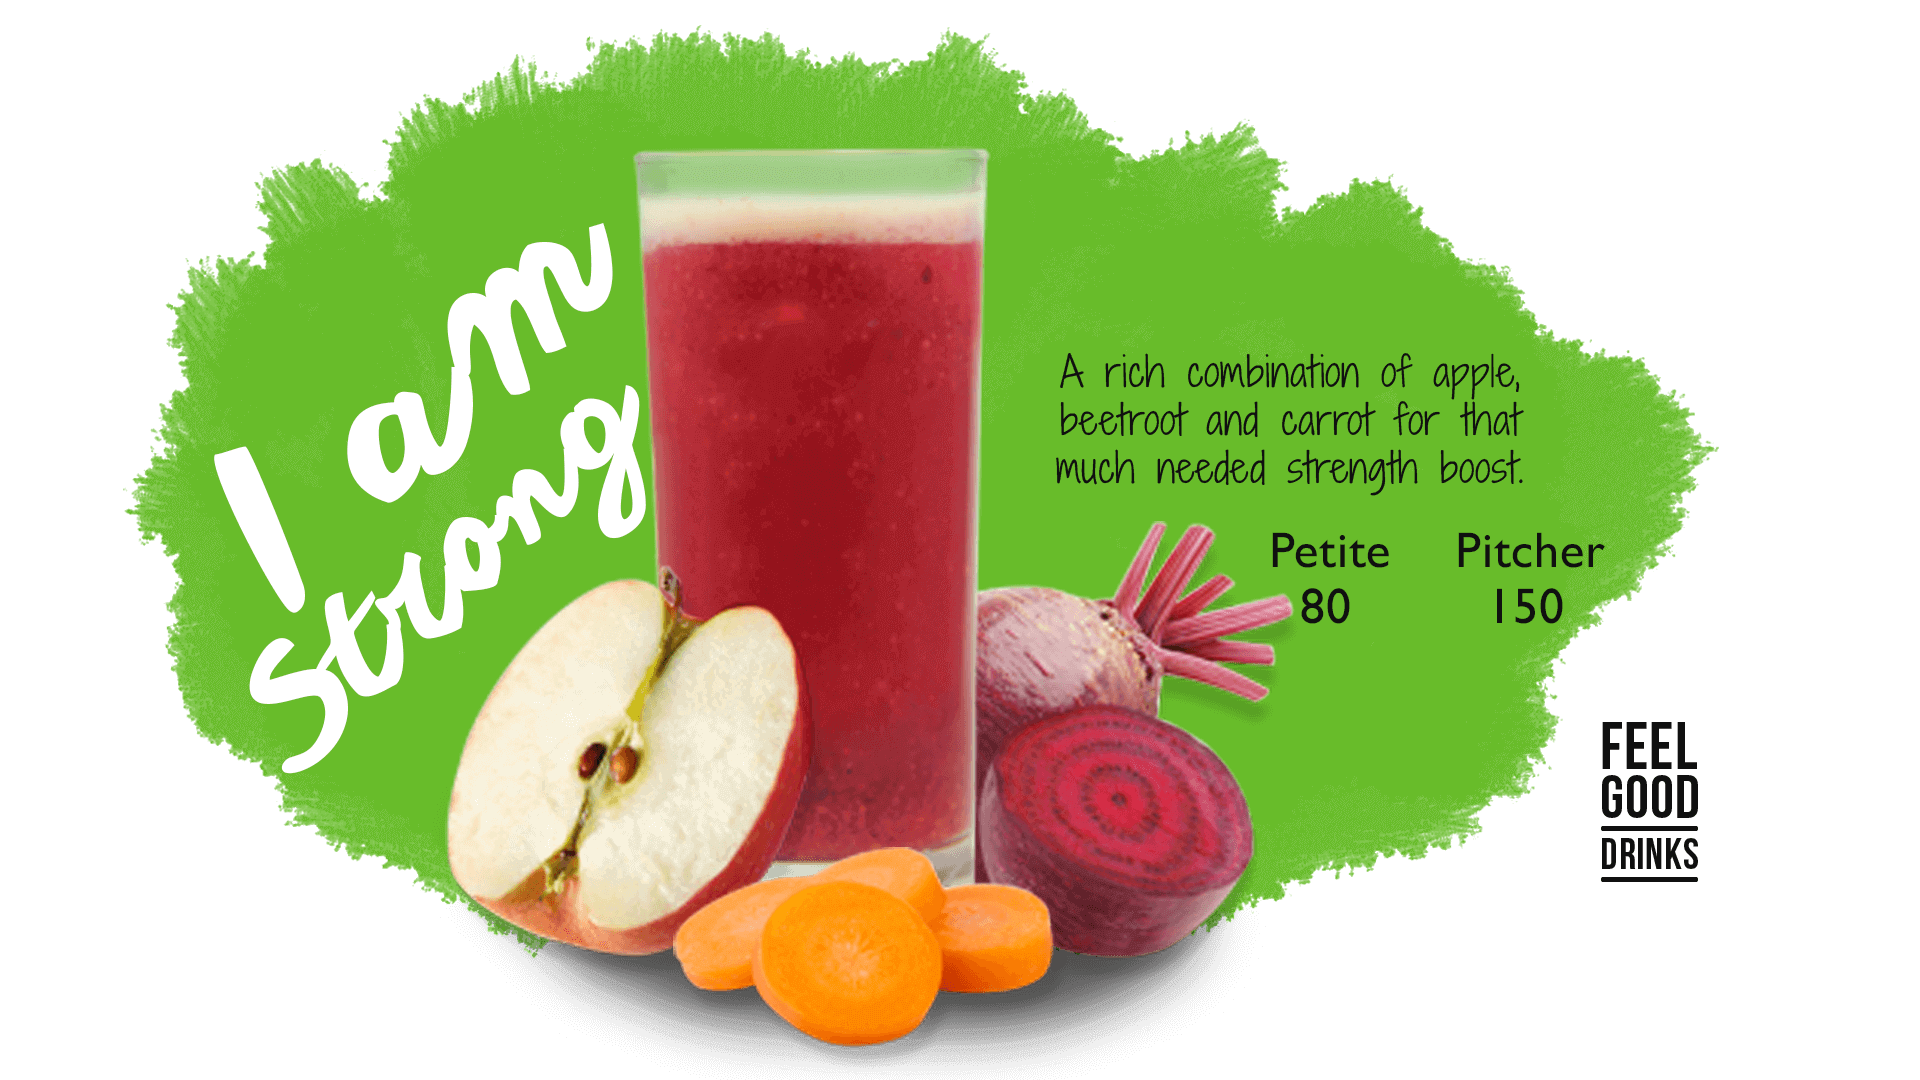 I am
strong
A rich combination of apple,
beetroot and carrot for that
much needed strength boost.
Petite Pitcher
80 150
FEEL
GOOD
DRINKS